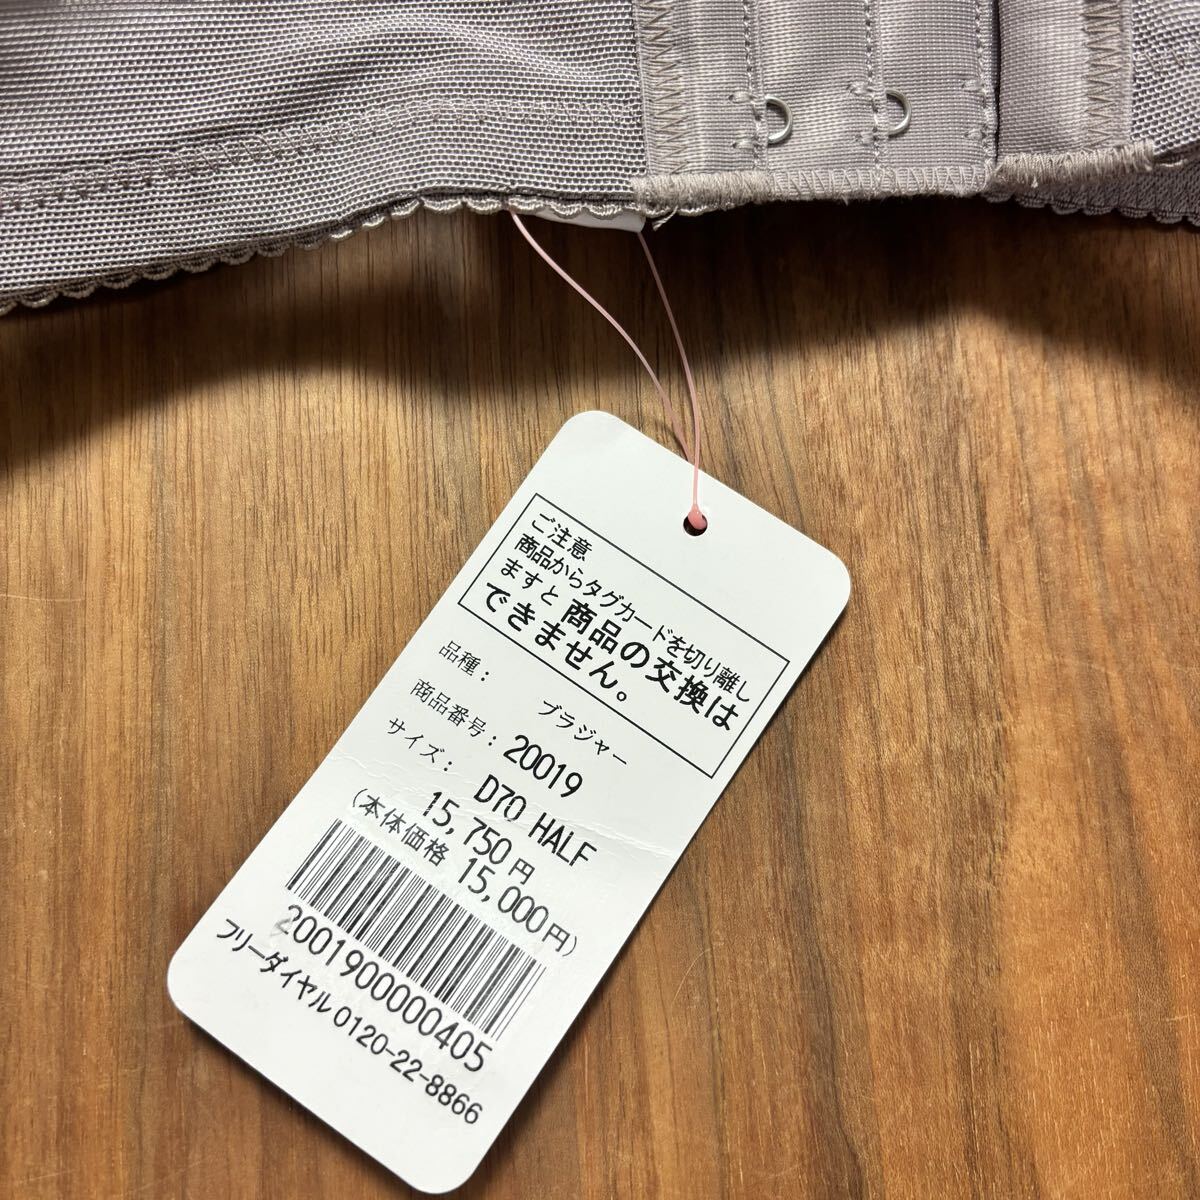 ご注意
商品からタグカードを切り離し
ますと 商品の交換は
できません。
品種： ブラジャー
商品番号：20019
サイズ： D70 HALF
15,750円
(本体価格 15,000円)
2001900000405
フリーダイヤル 0120-22-8866